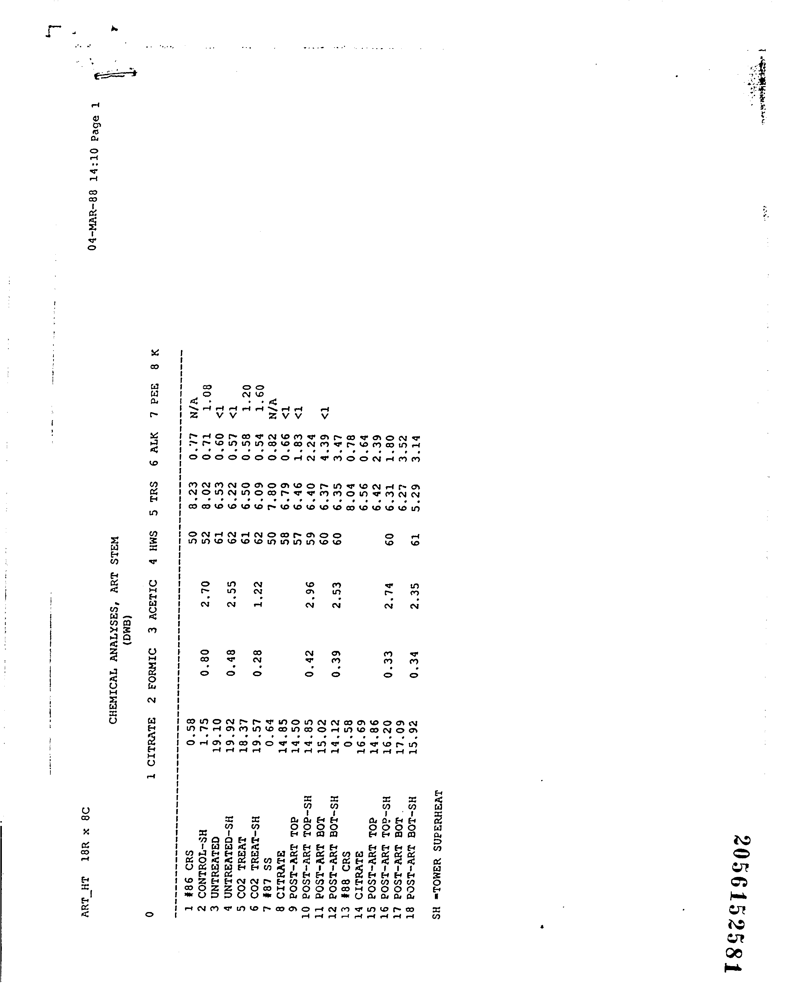 ART_HT 18R x 8C 04-MAR-88 14:10 Page 1
CHEMICAL ANALYSES, ART STEM
(DWB)
0 1 CITRATE 2 FORMIC 3 ACETIC 4 HWS 5 TRS 6 ALK 7 PEE 8 K
1 #86 CRS 0.58 50 8.23 0.77 N/A
2 CONTROL-SH 1.75 0.80 2.70 52 8.02 0.71 1.08
3 UNTREATED 19.10 61 6.53 0.60 <1
4 UNTREATED-SH 19.92 0.48 2.55 62 6.22 0.57 <1
5 CO2 TREAT 18.37 61 6.50 0.58 1.20
6 CO2 TREAT-SH 19.57 0.28 1.22 62 6.09 0.54 1.60
7 #87 SS 0.64 50 7.80 0.82 N/A
8 CITRATE 14.85 58 6.79 0.66 <1
9 POST-ART TOP 14.50 57 6.46 1.83 <1
10 POST-ART TOP-SH 14.85 0.42 2.96 59 6.40 2.24
11 POST-ART BOT 15.02 60 6.37 4.39 <1
12 POST-ART BOT-SH 14.12 0.39 2.53 60 6.35 3.47
13 #88 CRS 0.58 8.04 0.78
14 CITRATE 16.69 6.56 0.64
15 POST-ART TOP 14.86 6.42 2.39
16 POST-ART TOP-SH 16.20 0.33 2.74 60 6.31 1.80
17 POST-ART BOT 17.09 6.27 3.52
18 POST-ART BOT-SH 15.92 0.34 2.35 61 5.29 3.14
SH =TOWER SUPERHEAT
2056152581